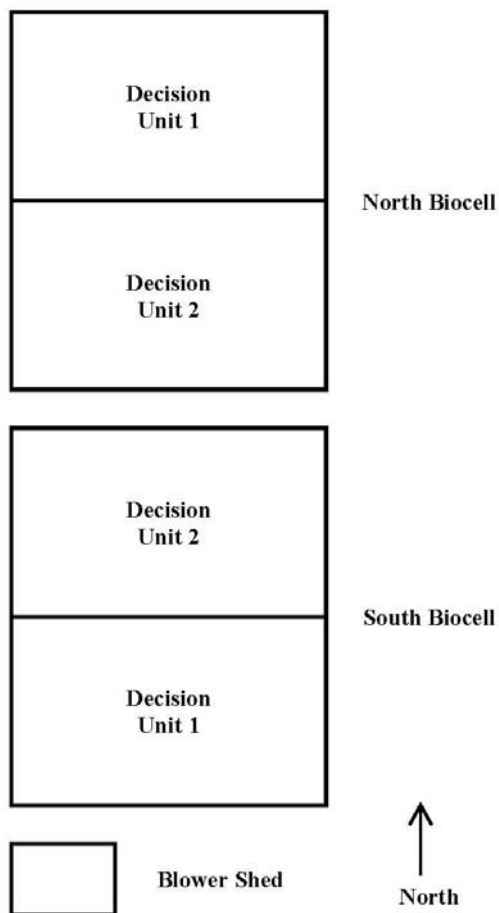 Decision
Unit 1
North Biocell
Decision
Unit 2
Decision
Unit 2
South Biocell
Decision
Unit 1
Blower Shed
North